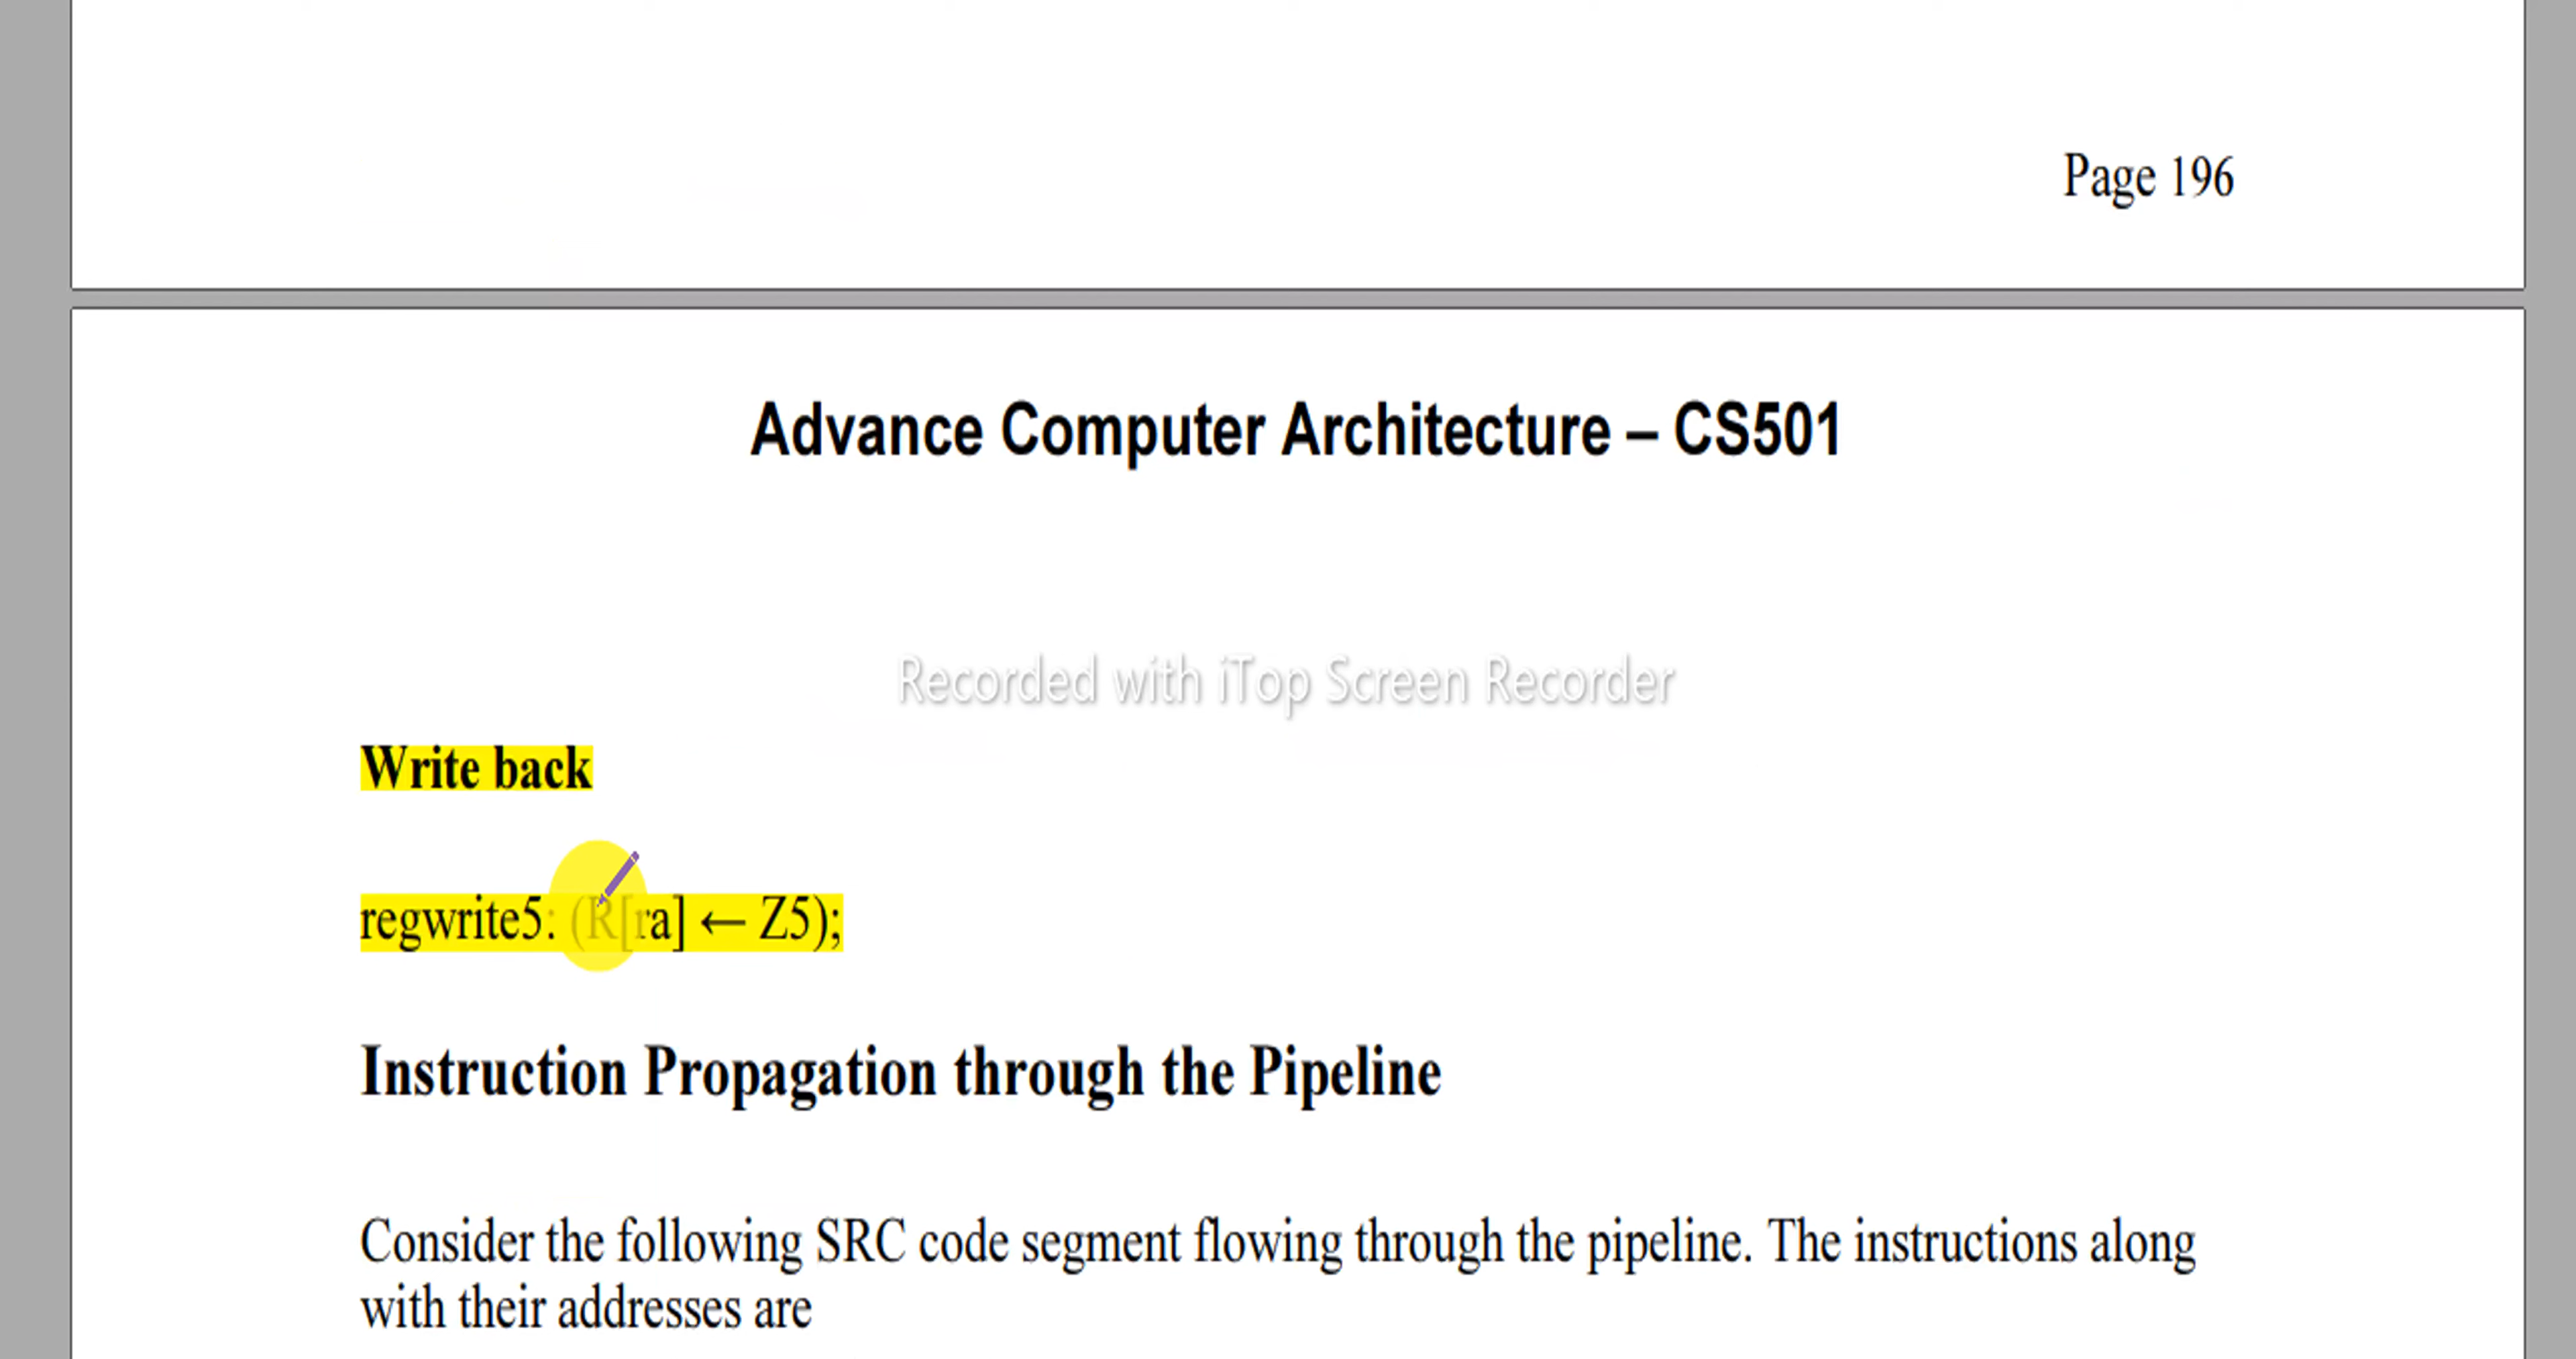 Page 196
Advance Computer Architecture – CS501
Recorded with iTop Screen Recorder
Write back
regwrite5: (R[ra] ← Z5);
Instruction Propagation through the Pipeline
Consider the following SRC code segment flowing through the pipeline. The instructions along
with their addresses are